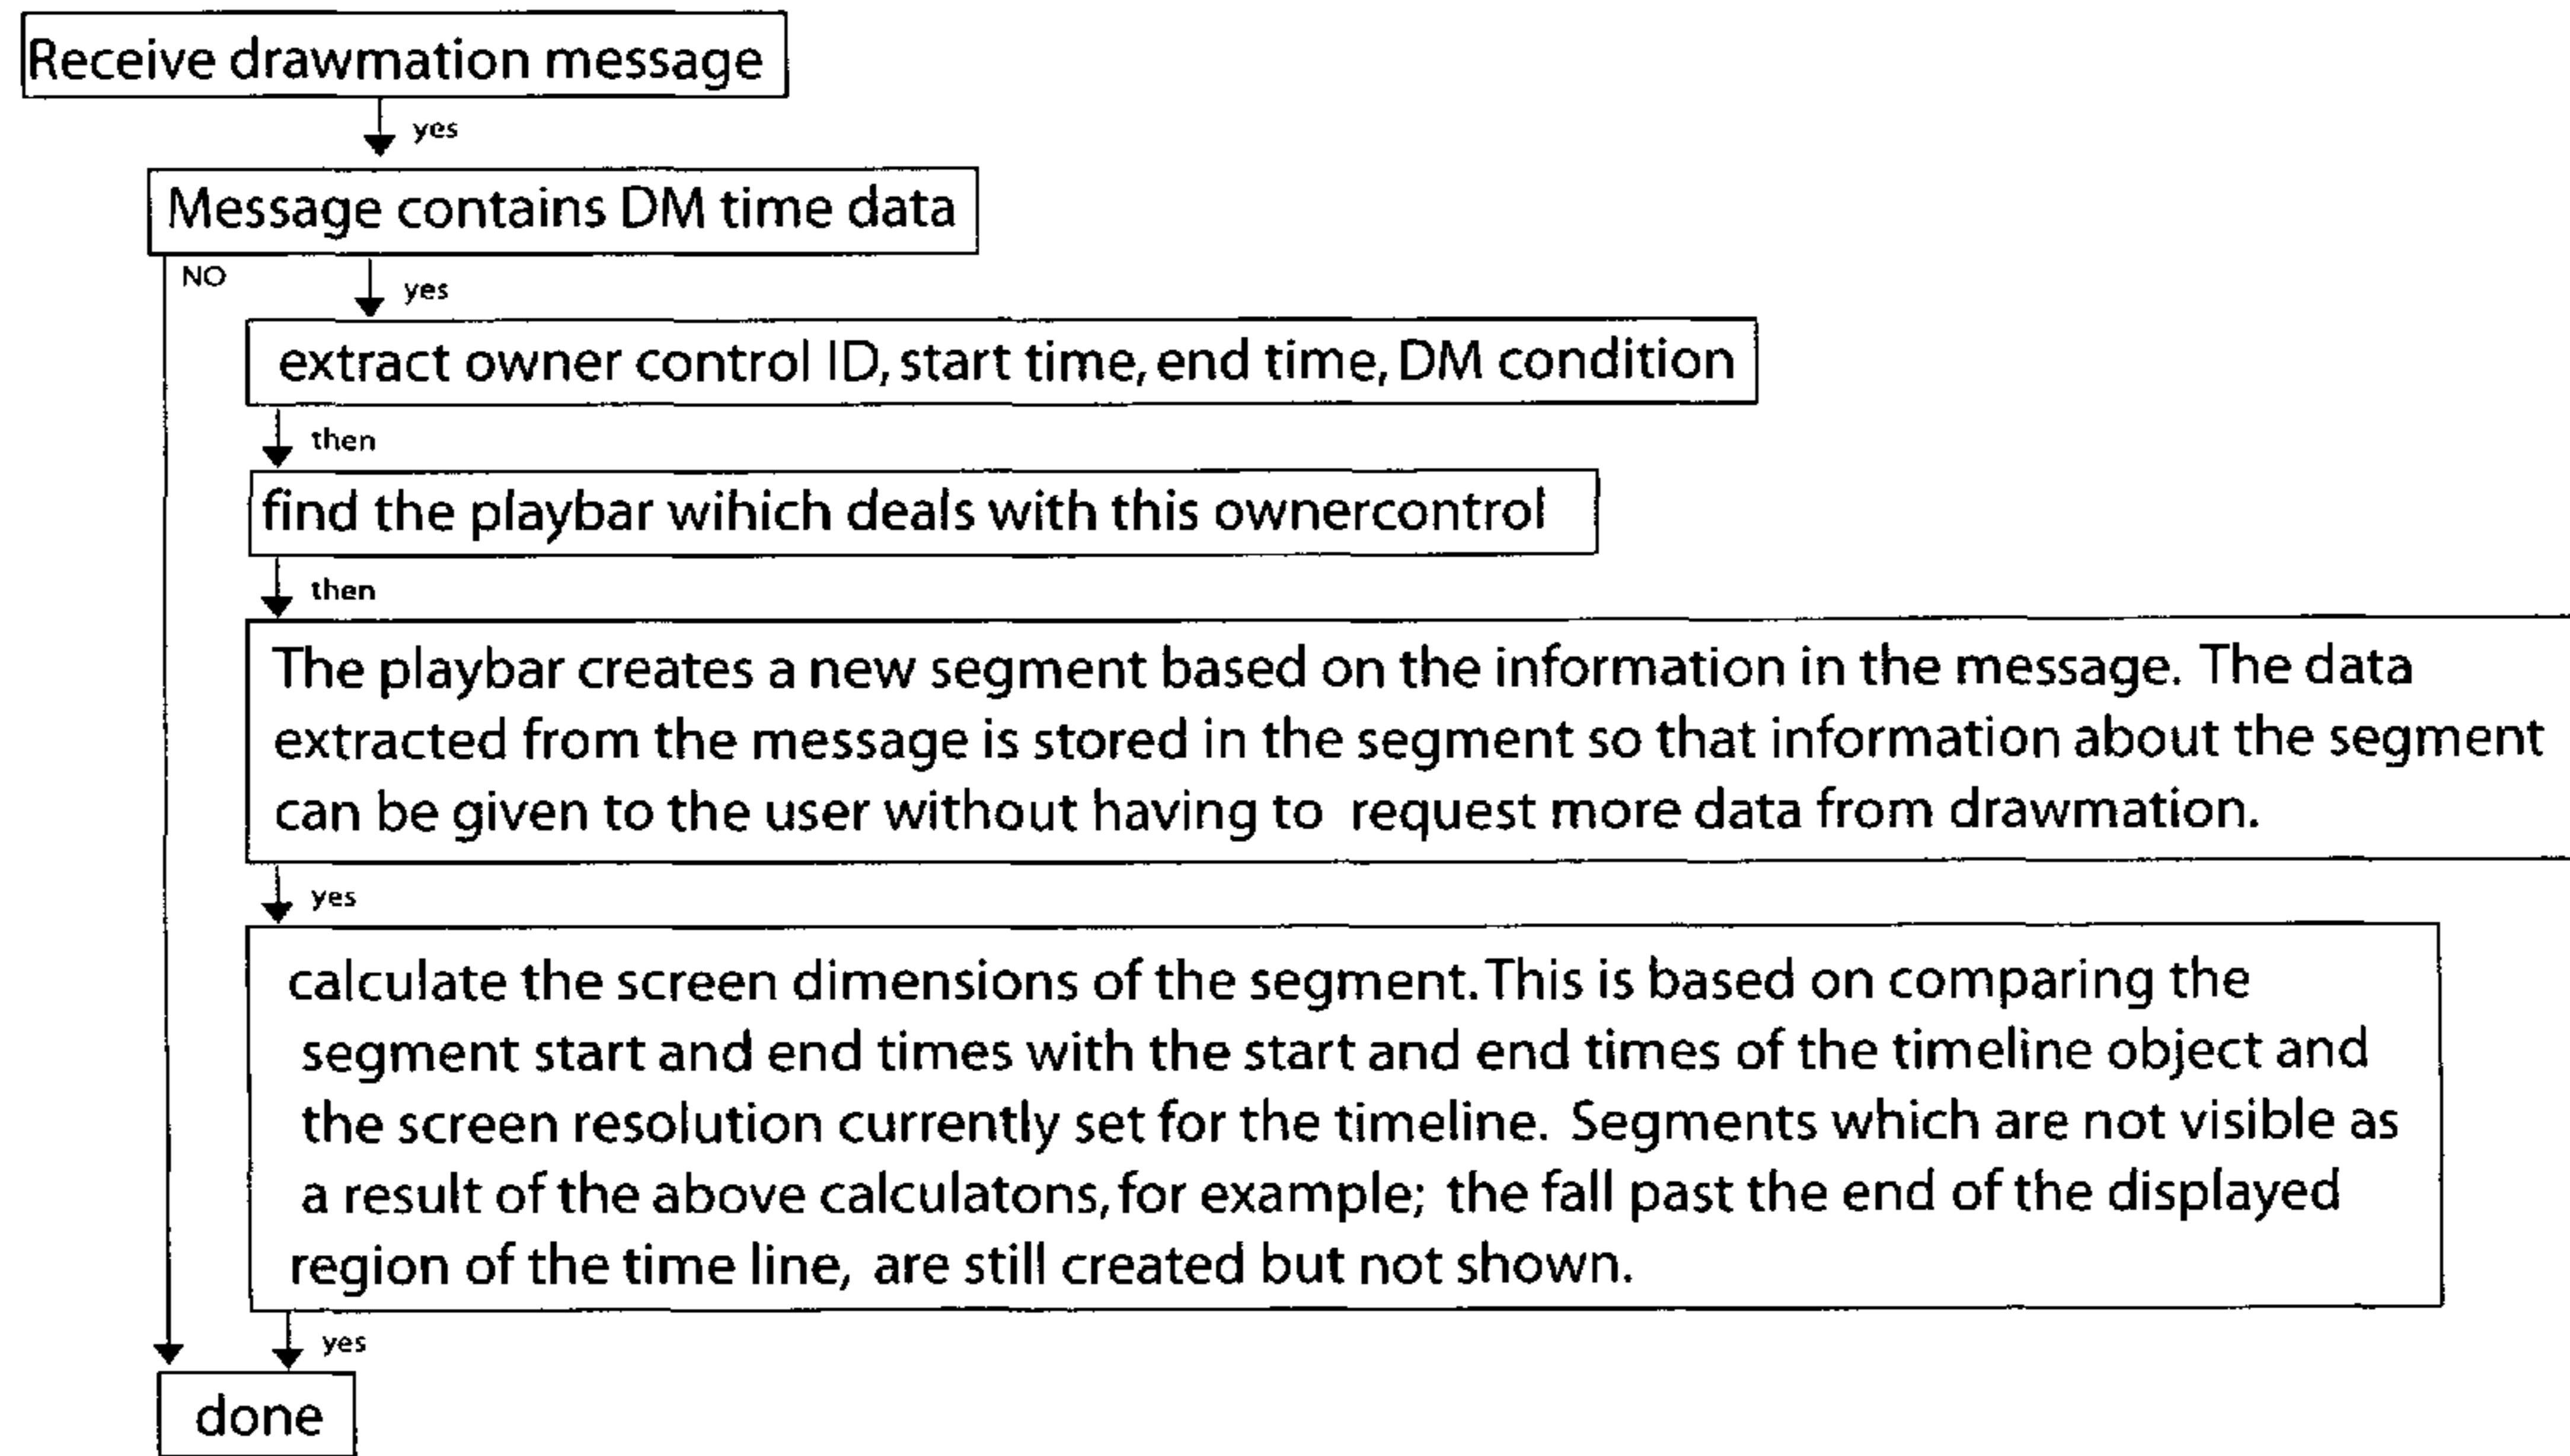 Receive drawmation message
yes
Message contains DM time data
NO
yes
extract owner control ID, start time, end time, DM condition
then
find the playbar wihich deals with this ownercontrol
then
The playbar creates a new segment based on the information in the message. The data
extracted from the message is stored in the segment so that information about the segment
can be given to the user without having to request more data from drawmation.
yes
calculate the screen dimensions of the segment. This is based on comparing the
segment start and end times with the start and end times of the timeline object and
the screen resolution currently set for the timeline. Segments which are not visible as
a result of the above calculatons, for example; the fall past the end of the displayed
region of the time line, are still created but not shown.
yes
done